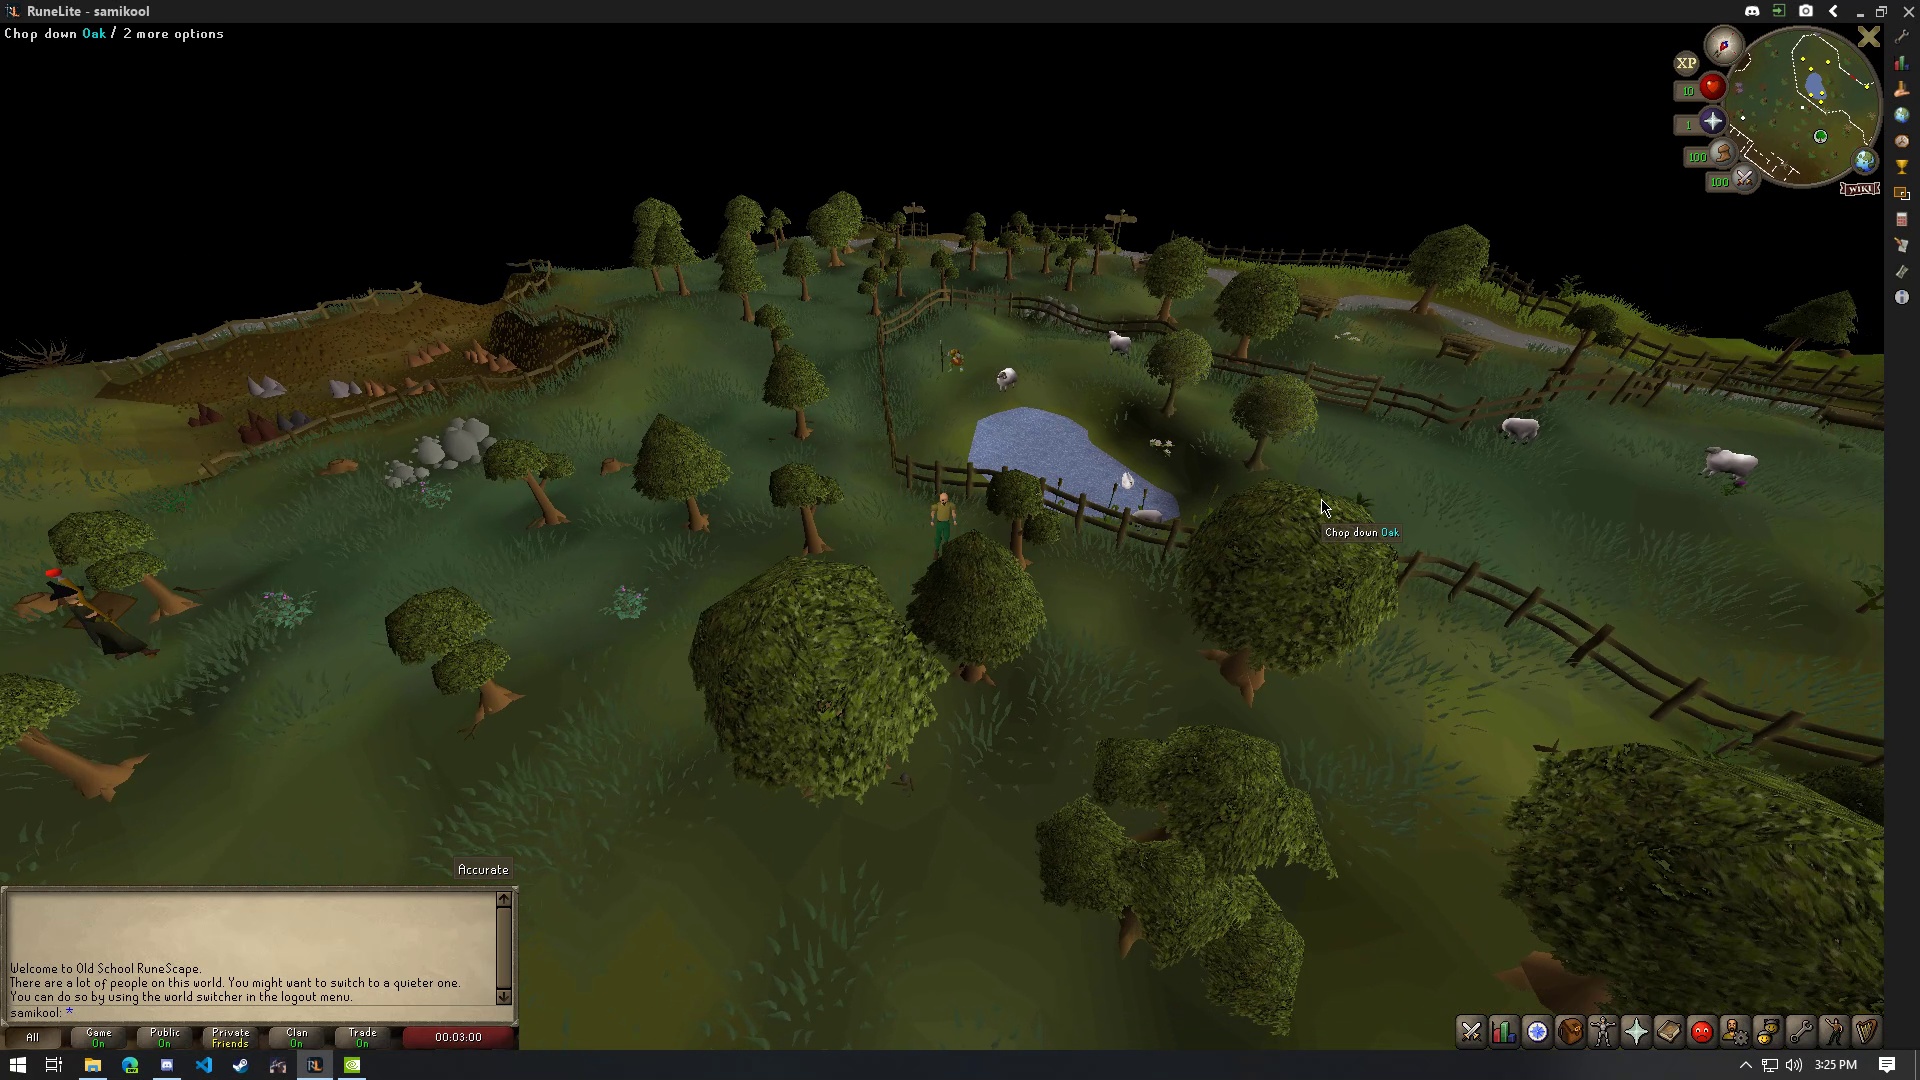 RuneLite - samikool
Chop down Oak / 2 more options
XP
10
1
100
100
WIKI
Chop down Oak
Accurate
Welcome to Old School RuneScape.
There are a lot of people on this world. You might want to switch to a quieter one.
You can do so by using the world switcher in the logout menu.
samikool: *
All
Game
On
Public
On
Private
Friends
Clan
On
Trade
On
00:03:00
3:25 PM